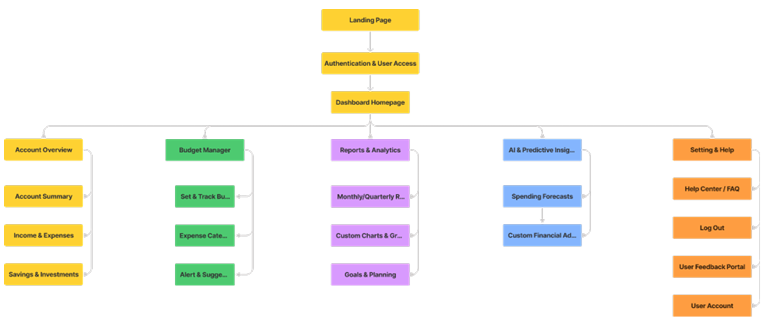 Landing Page
Authentication & User Access
Dashboard Homepage
Account Overview
Budget Manager
Reports & Analytics
AI & Predictive Insig...
Setting & Help
Account Summary
Set & Track Bu...
Monthly/Quarterly R...
Spending Forecasts
Help Center / FAQ
Income & Expenses
Expense Cate...
Custom Charts & Gr...
Custom Financial Ad...
Log Out
Savings & Investments
Alert & Sugge...
Goals & Planning
User Feedback Portal
User Account